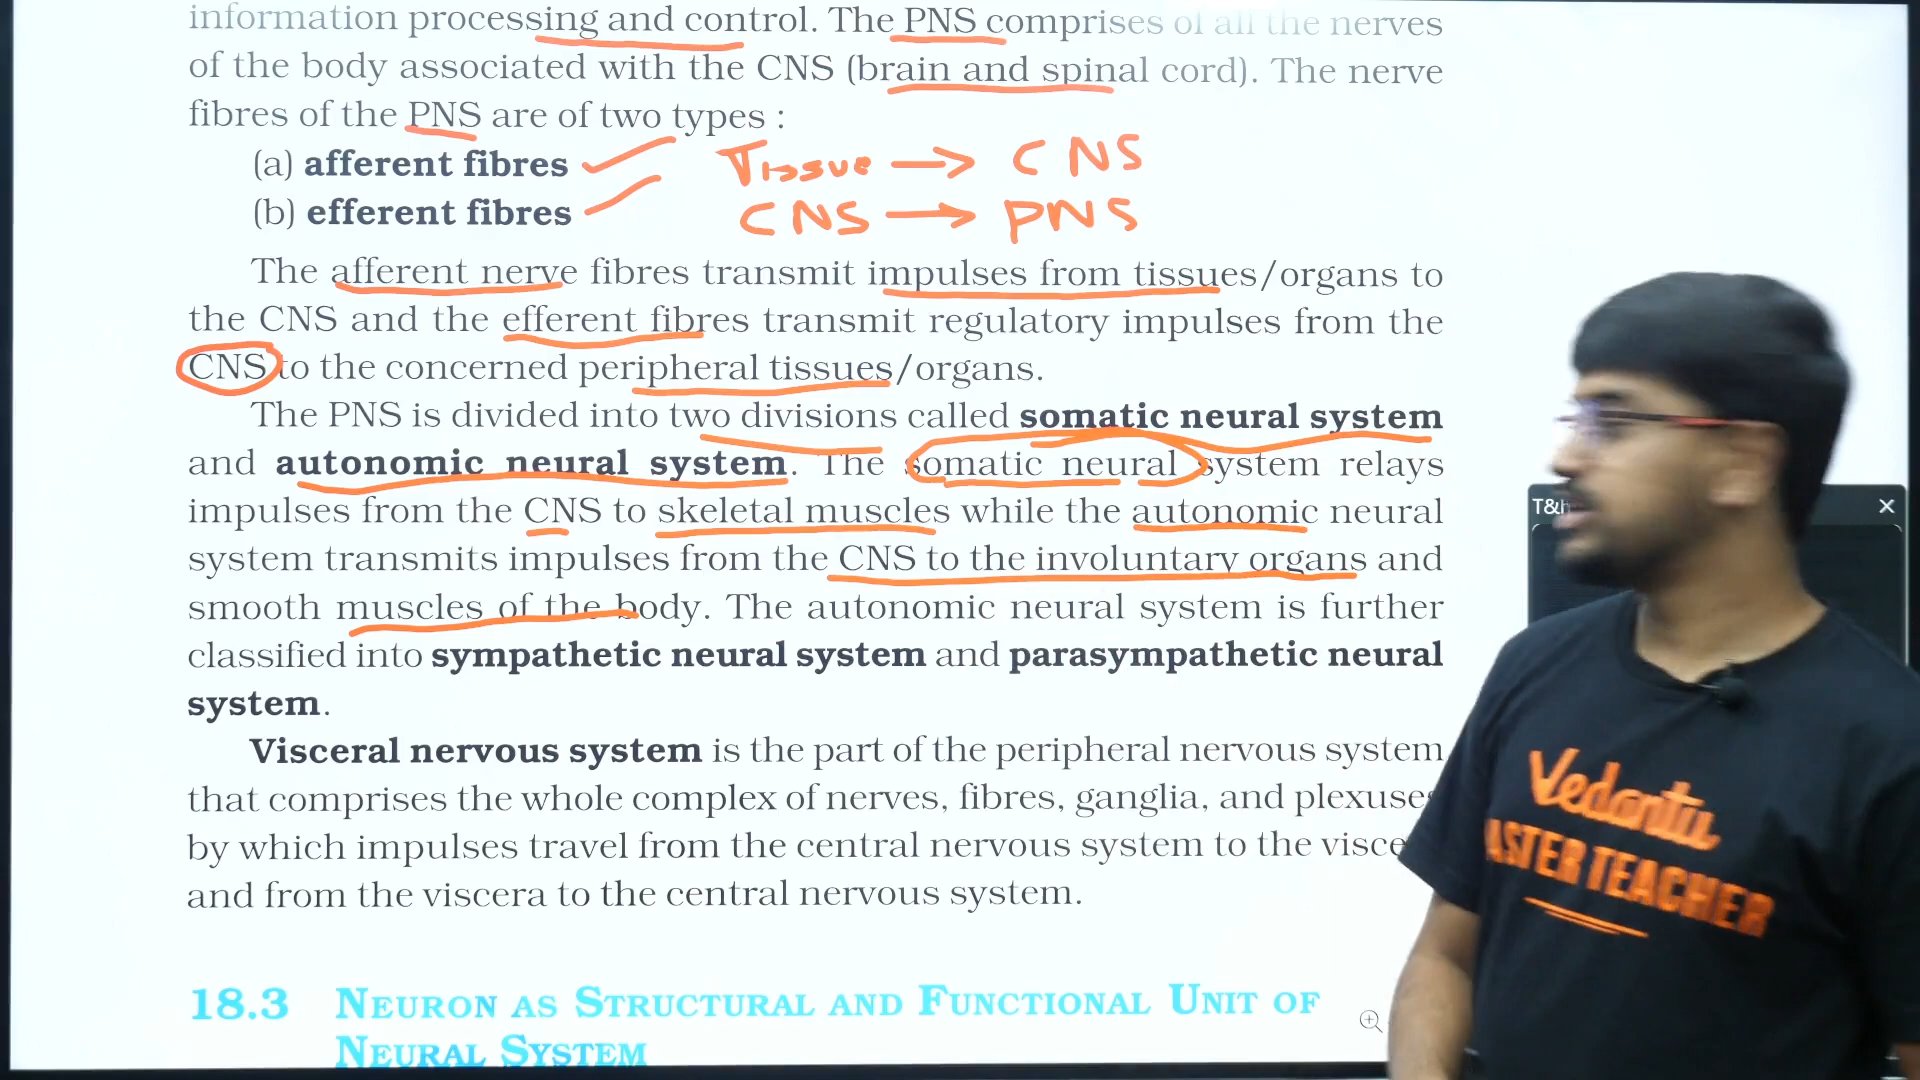 information processing and control. The PNS comprises of all the nerves
of the body associated with the CNS (brain and spinal cord). The nerve
fibres of the PNS are of two types :
(a) afferent fibres Tissue → CNS
(b) efferent fibres CNS → PNS
The afferent nerve fibres transmit impulses from tissues/organs to
the CNS and the efferent fibres transmit regulatory impulses from the
CNS to the concerned peripheral tissues/organs.
The PNS is divided into two divisions called somatic neural system
and autonomic neural system. The somatic neural system relays
impulses from the CNS to skeletal muscles while the autonomic neural
system transmits impulses from the CNS to the involuntary organs and
smooth muscles of the body. The autonomic neural system is further
classified into sympathetic neural system and parasympathetic neural
system.
Visceral nervous system is the part of the peripheral nervous system
that comprises the whole complex of nerves, fibres, ganglia, and plexuses
by which impulses travel from the central nervous system to the
and from the viscera to the central nervous system.
18.3 NEURON AS STRUCTURAL AND FUNCTIONAL UNIT OF
NEURAL SYSTEM
Vedantu
MASTER TEACHER